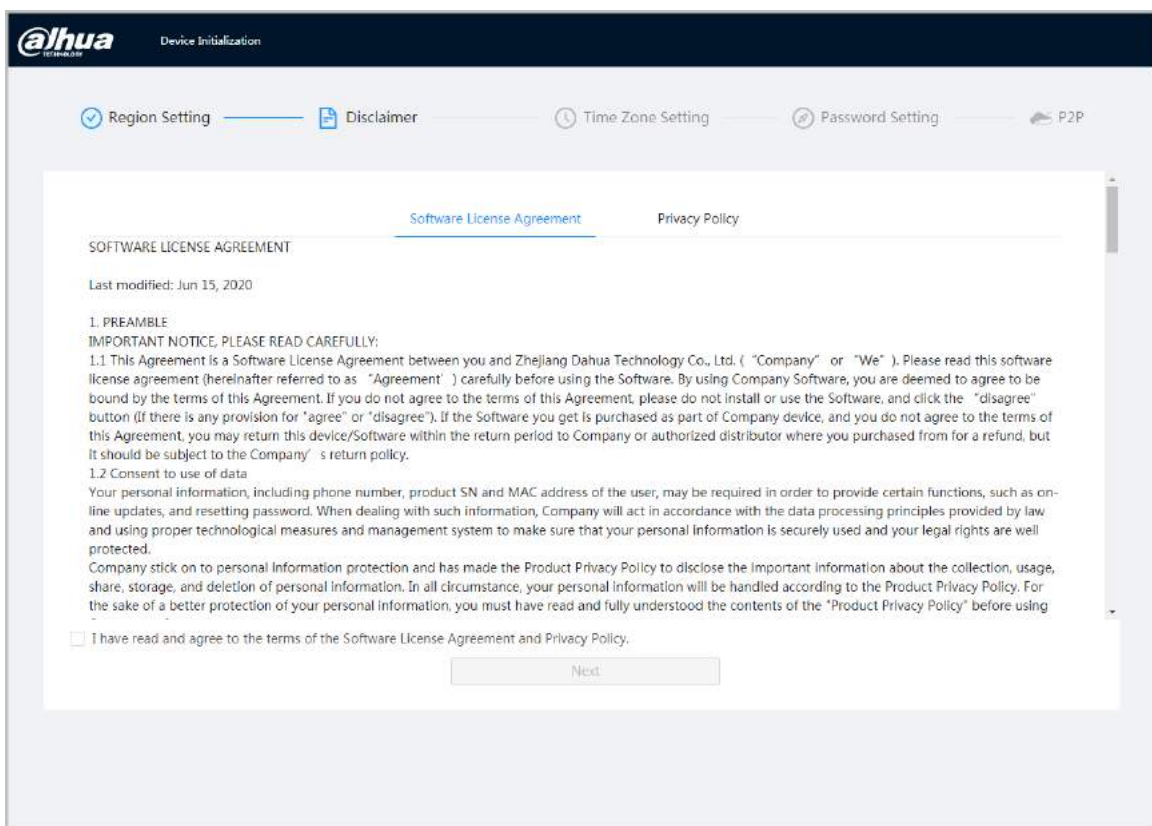 alhua
TECHNOLOGY
Device Initialization
Region Setting
Disclaimer
Time Zone Setting
Password Setting
P2P
Software License Agreement
Privacy Policy
SOFTWARE LICENSE AGREEMENT
Last modified: Jun 15, 2020
1. PREAMBLE
IMPORTANT NOTICE, PLEASE READ CAREFULLY:
1.1 This Agreement is a Software License Agreement between you and Zhejiang Dahua Technology Co., Ltd. ( “Company” or “We” ). Please read this software
license agreement (hereinafter referred to as “Agreement’ ) carefully before using the Software. By using Company Software, you are deemed to agree to be
bound by the terms of this Agreement. If you do not agree to the terms of this Agreement, please do not install or use the Software, and click the “disagree”
button (If there is any provision for "agree" or "disagree"). If the Software you get is purchased as part of Company device, and you do not agree to the terms of
this Agreement, you may return this device/Software within the return period to Company or authorized distributor where you purchased from for a refund, but
it should be subject to the Company’ s return policy.
1.2 Consent to use of data
Your personal information, including phone number, product SN and MAC address of the user, may be required in order to provide certain functions, such as on-
line updates, and resetting password. When dealing with such information, Company will act in accordance with the data processing principles provided by law
and using proper technological measures and management system to make sure that your personal information is securely used and your legal rights are well
protected.
Company stick on to personal information protection and has made the Product Privacy Policy to disclose the important information about the collection, usage,
share, storage, and deletion of personal information. In all circumstance, your personal information will be handled according to the Product Privacy Policy. For
the sake of a better protection of your personal information, you must have read and fully understood the contents of the "Product Privacy Policy" before using
I have read and agree to the terms of the Software License Agreement and Privacy Policy.
Next